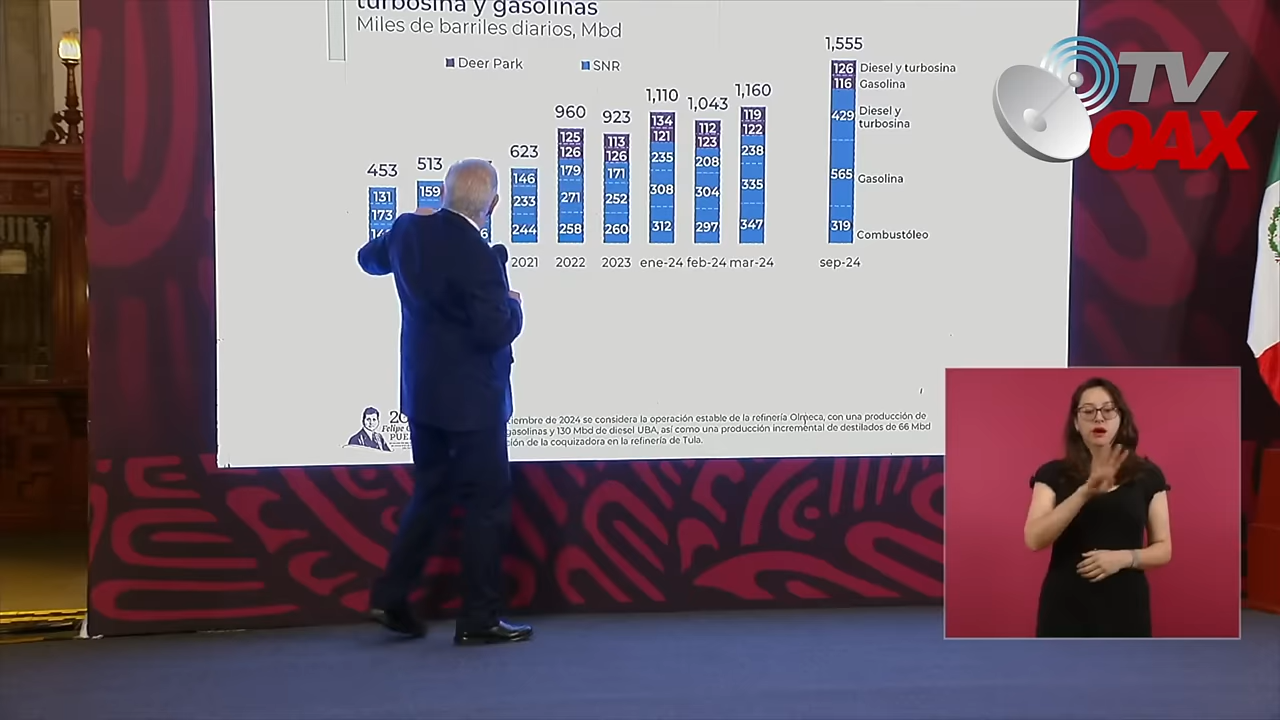 turbosina y gasolinas
Miles de barriles diarios, Mbd
Deer Park
SNR
453
513
623
960
923
1,110
1,043
1,160
1,555
131
173
159
146
233
244
125
126
179
271
258
113
126
171
252
260
134
121
235
308
312
112
123
208
304
297
119
122
238
335
347
126
116
429
565
319
Diesel y turbosina
Gasolina
Diesel y
turbosina
Gasolina
Combustóleo
2021
2022
2023
ene-24
feb-24
mar-24
sep-24
TV
OAX
Felipe
tiembre de 2024 se considera la operación estable de la refinería Olmeca, con una producción de
gasolinas y 130 Mbd de diesel UBA, así como una producción incremental de destilados de 66 Mbd
ción de la coquizadora en la refinería de Tula.